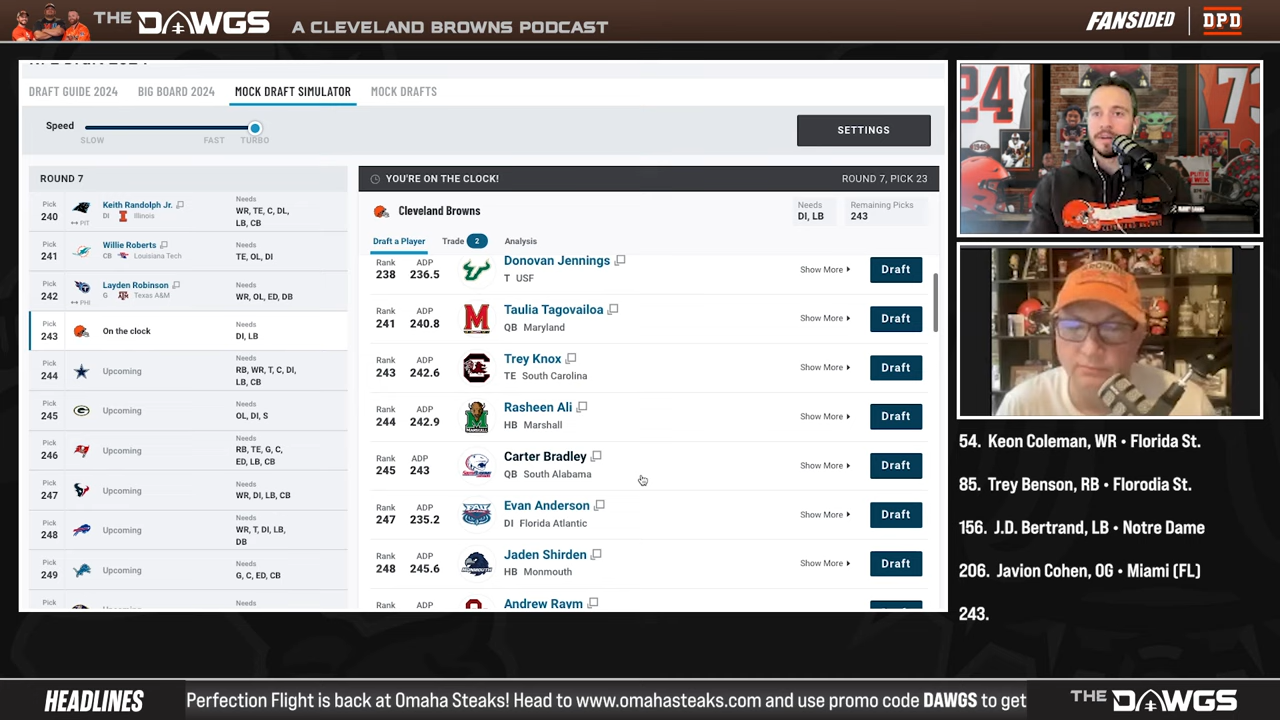 THE DAWGS A CLEVELAND BROWNS PODCAST
FANSIDED DPD
DRAFT GUIDE 2024 BIG BOARD 2024 MOCK DRAFT SIMULATOR MOCK DRAFTS
Speed
SLOW FAST TURBO
SETTINGS
ROUND 7
Pick 240
Keith Randolph Jr.
DI Illinois
↔ PIT
Needs
WR, TE, C, DL,
LB, CB
Pick 241
Willie Roberts
CB Louisiana Tech
Needs
TE, OL, DI
Pick 242
Layden Robinson
G Texas A&M
↔ PHI
Needs
WR, OL, ED, DB
Pick 243
On the clock
Needs
DI, LB
Pick 244
Upcoming
Needs
RB, WR, T, C, DI,
LB, CB
Pick 245
Upcoming
Needs
OL, DI, S
Pick 246
Upcoming
Needs
RB, TE, G, C,
ED, LB, CB
Pick 247
Upcoming
Needs
WR, DI, LB, CB
Pick 248
Upcoming
Needs
WR, T, DI, LB,
DB
Pick 249
Upcoming
Needs
G, C, ED, CB
Pick
Needs
YOU'RE ON THE CLOCK! ROUND 7, PICK 23
Cleveland Browns
Needs
DI, LB
Remaining Picks
243
Draft a Player Trade 2 Analysis
Rank 238 ADP 236.5
Donovan Jennings
T USF
Show More Draft
Rank 241 ADP 240.8
Taulia Tagovailoa
QB Maryland
Show More Draft
Rank 243 ADP 242.6
Trey Knox
TE South Carolina
Show More Draft
Rank 244 ADP 242.9
Rasheen Ali
HB Marshall
Show More Draft
Rank 245 ADP 243
Carter Bradley
QB South Alabama
Show More Draft
Rank 247 ADP 235.2
Evan Anderson
DI Florida Atlantic
Show More Draft
Rank 248 ADP 245.6
Jaden Shirden
HB Monmouth
Show More Draft
Rank ADP
Andrew Raym
24
73
1946
54. Keon Coleman, WR • Florida St.
85. Trey Benson, RB • Florodia St.
156. J.D. Bertrand, LB • Notre Dame
206. Javion Cohen, OG • Miami (FL)
243.
HEADLINES Perfection Flight is back at Omaha Steaks! Head to www.omahasteaks.com and use promo code DAWGS to get THE DAWGS